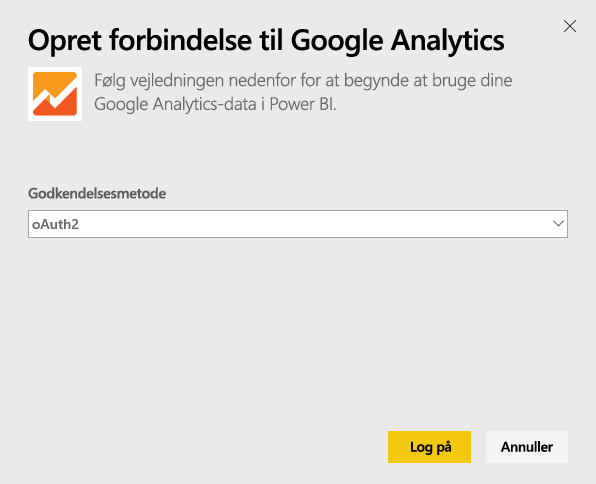 Opret forbindelse til Google Analytics
Følg vejledningen nedenfor for at begynde at bruge dine
Google Analytics-data i Power BI.
Godkendelsesmetode
oAuth2
Log på
Annuller